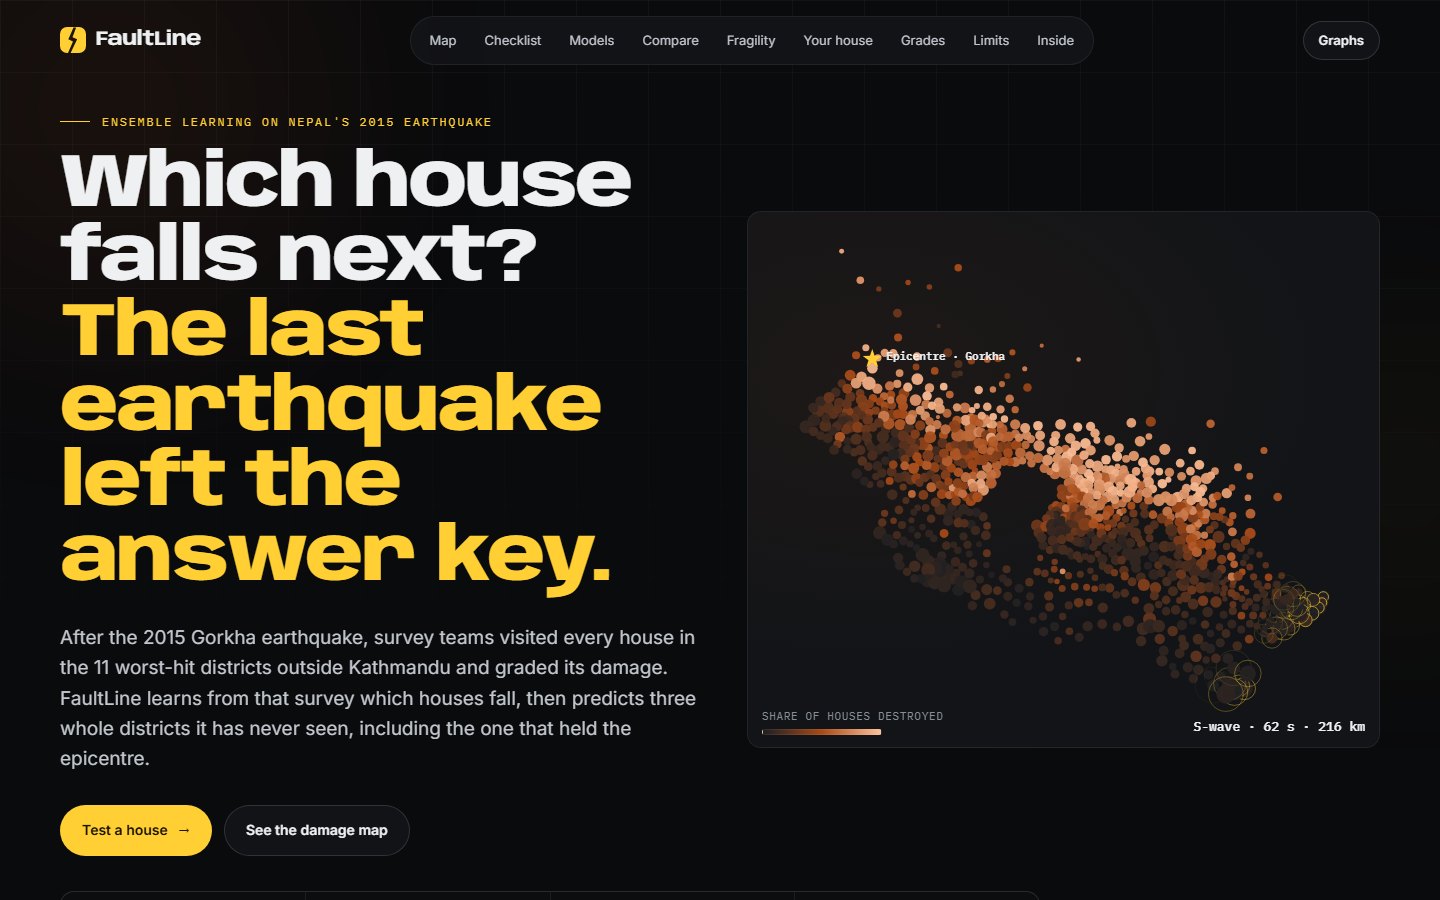 FaultLine
Map
Checklist
Models
Compare
Fragility
Your house
Grades
Limits
Inside
Graphs
ENSEMBLE LEARNING ON NEPAL'S 2015 EARTHQUAKE
Which house
falls next?
The last
earthquake
left the
answer key.
After the 2015 Gorkha earthquake, survey teams visited every house in
the 11 worst-hit districts outside Kathmandu and graded its damage.
FaultLine learns from that survey which houses fall, then predicts three
whole districts it has never seen, including the one that held the
epicentre.
Test a house →
See the damage map
Epicentre · Gorkha
SHARE OF HOUSES DESTROYED
S-wave · 62 s · 216 km